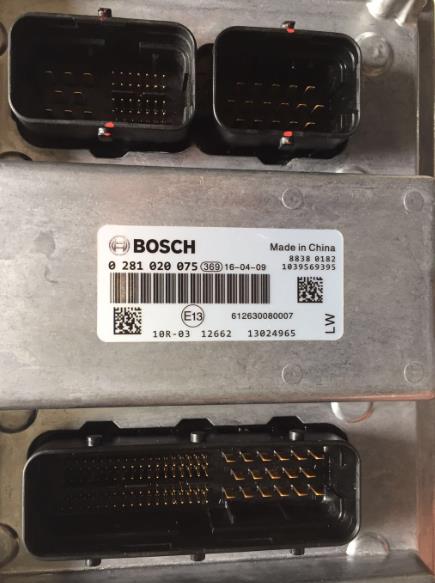 BOSCH
Made in China
8838 0182
1039S69395
0 281 020 075 369 16-04-09
E13
612630080007
10R-03 12662 13024965
LW